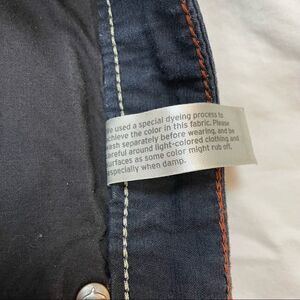 We used a special dyeing process to
achieve the color in this fabric. Please
wash separately before wearing, and be
careful around light-colored clothing and
surfaces as some color might rub off,
especially when damp.